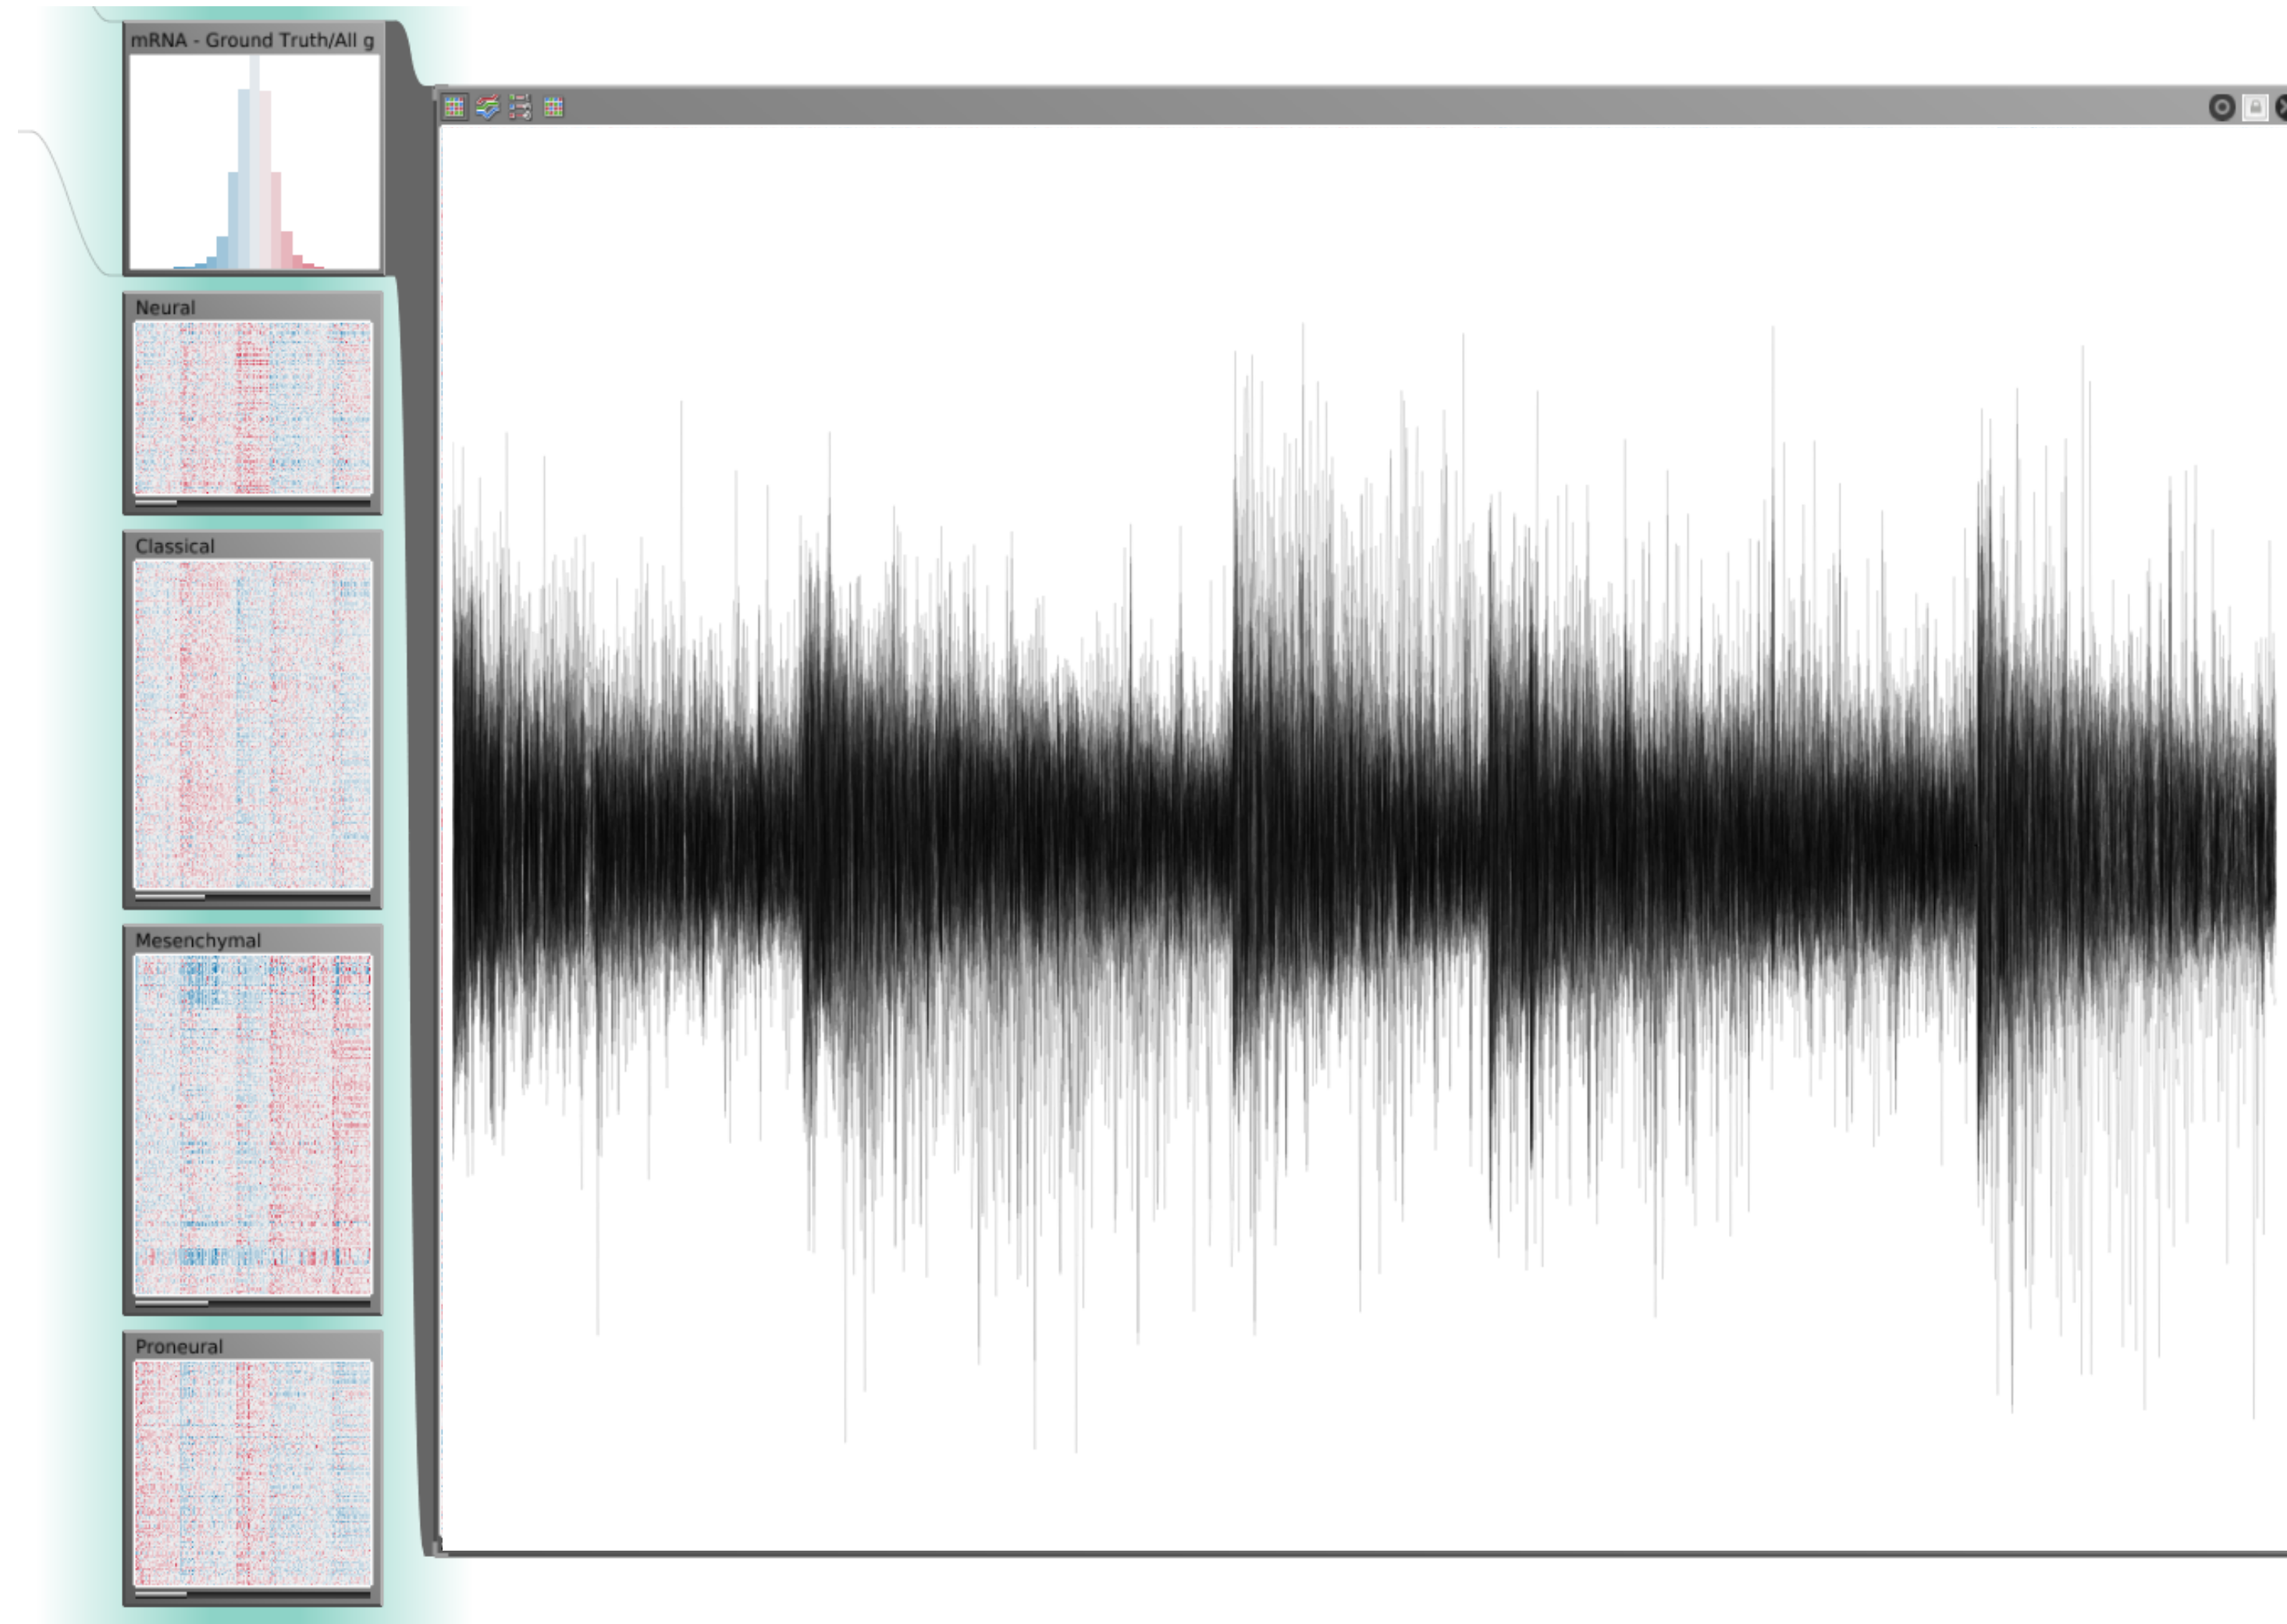 mRNA - Ground Truth/All g
Neural
Classical
Mesenchymal
Proneural